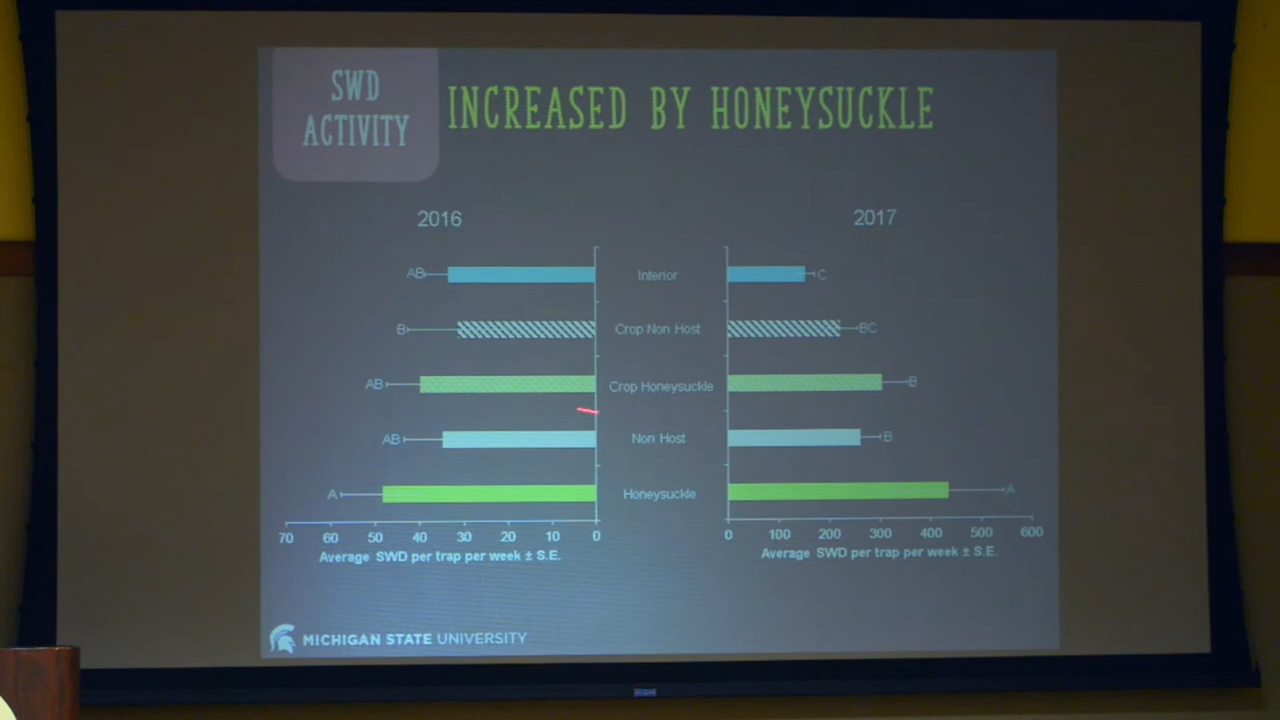 SWD
ACTIVITY
INCREASED BY HONEYSUCKLE
2016
2017
AB
Interior
C
B
Crop Non Host
BC
AB
Crop Honeysuckle
B
AB
Non Host
B
A
Honeysuckle
A
70 60 50 40 30 20 10 0
0 100 200 300 400 500 600
Average SWD per trap per week ± S.E.
Average SWD per trap per week ± S.E.
MICHIGAN STATE UNIVERSITY